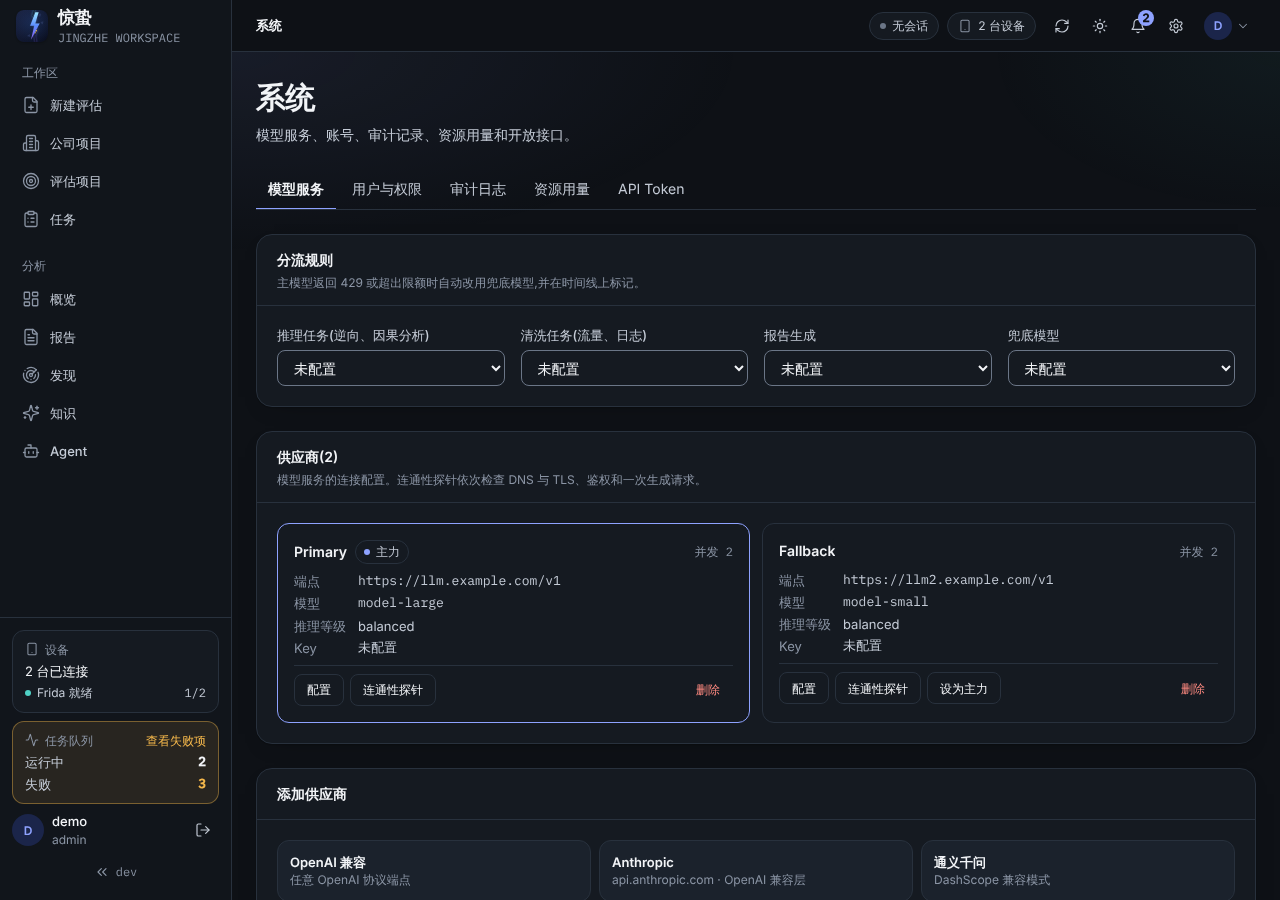 惊蛰
JINGZHE WORKSPACE
工作区
新建评估
公司项目
评估项目
任务
分析
概览
报告
发现
知识
Agent
设备
2 台已连接
Frida 就绪 1/2
任务队列 查看失败项
运行中 2
失败 3
D demo
admin
dev
系统 无会话 2 台设备 2 D
系统
模型服务、账号、审计记录、资源用量和开放接口。
模型服务 用户与权限 审计日志 资源用量 API Token
分流规则
主模型返回 429 或超出限额时自动改用兜底模型,并在时间线上标记。
推理任务(逆向、因果分析) 清洗任务(流量、日志) 报告生成 兜底模型
未配置 未配置 未配置 未配置
供应商(2)
模型服务的连接配置。连通性探针依次检查 DNS 与 TLS、鉴权和一次生成请求。
Primary 主力 并发 2
端点 https://llm.example.com/v1
模型 model-large
推理等级 balanced
Key 未配置
配置 连通性探针 删除
Fallback 并发 2
端点 https://llm2.example.com/v1
模型 model-small
推理等级 balanced
Key 未配置
配置 连通性探针 设为主力 删除
添加供应商
OpenAI 兼容
任意 OpenAI 协议端点
Anthropic
api.anthropic.com · OpenAI 兼容层
通义千问
DashScope 兼容模式